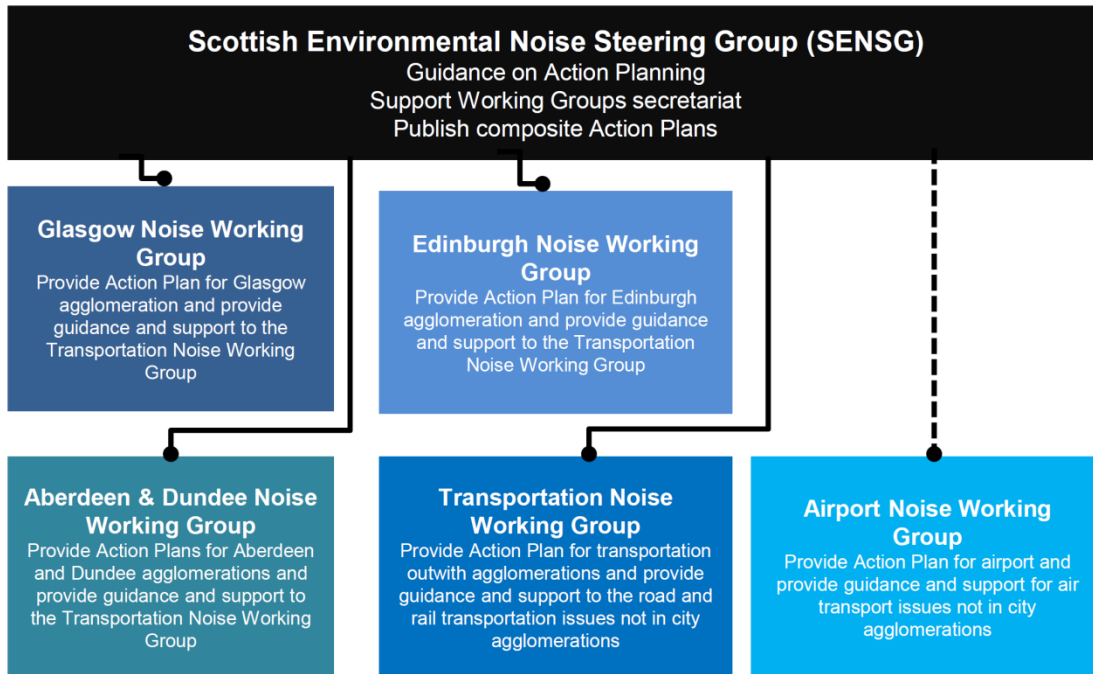 Scottish Environmental Noise Steering Group (SENSG)
Guidance on Action Planning
Support Working Groups secretariat
Publish composite Action Plans
Glasgow Noise Working
Group
Provide Action Plan for Glasgow
agglomeration and provide
guidance and support to the
Transportation Noise Working
Group
Edinburgh Noise Working
Group
Provide Action Plan for Edinburgh
agglomeration and provide guidance
and support to the Transportation
Noise Working Group
Aberdeen & Dundee Noise
Working Group
Provide Action Plans for Aberdeen
and Dundee agglomerations and
provide guidance and support to
the Transportation Noise Working
Group
Transportation Noise
Working Group
Provide Action Plan for transportation
outwith agglomerations and provide
guidance and support to the road and
rail transportation issues not in city
agglomerations
Airport Noise Working
Group
Provide Action Plan for airport and
provide guidance and support for air
transport issues not in city
agglomerations